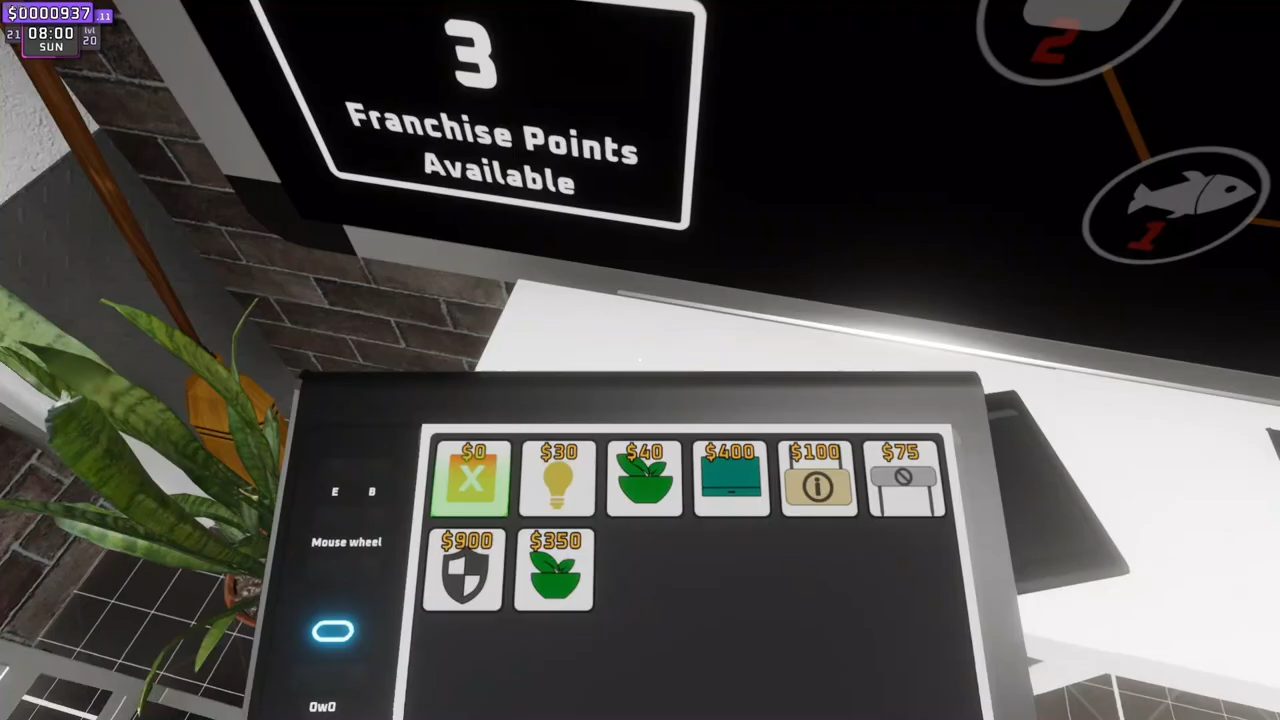 $0000937 .11
21 08:00 lvl 20
SUN
3
Franchise Points
Available
2
1
$0 $30 $40 $400 $100 $75
X
i
$900 $350
E B
Mouse wheel
OwO